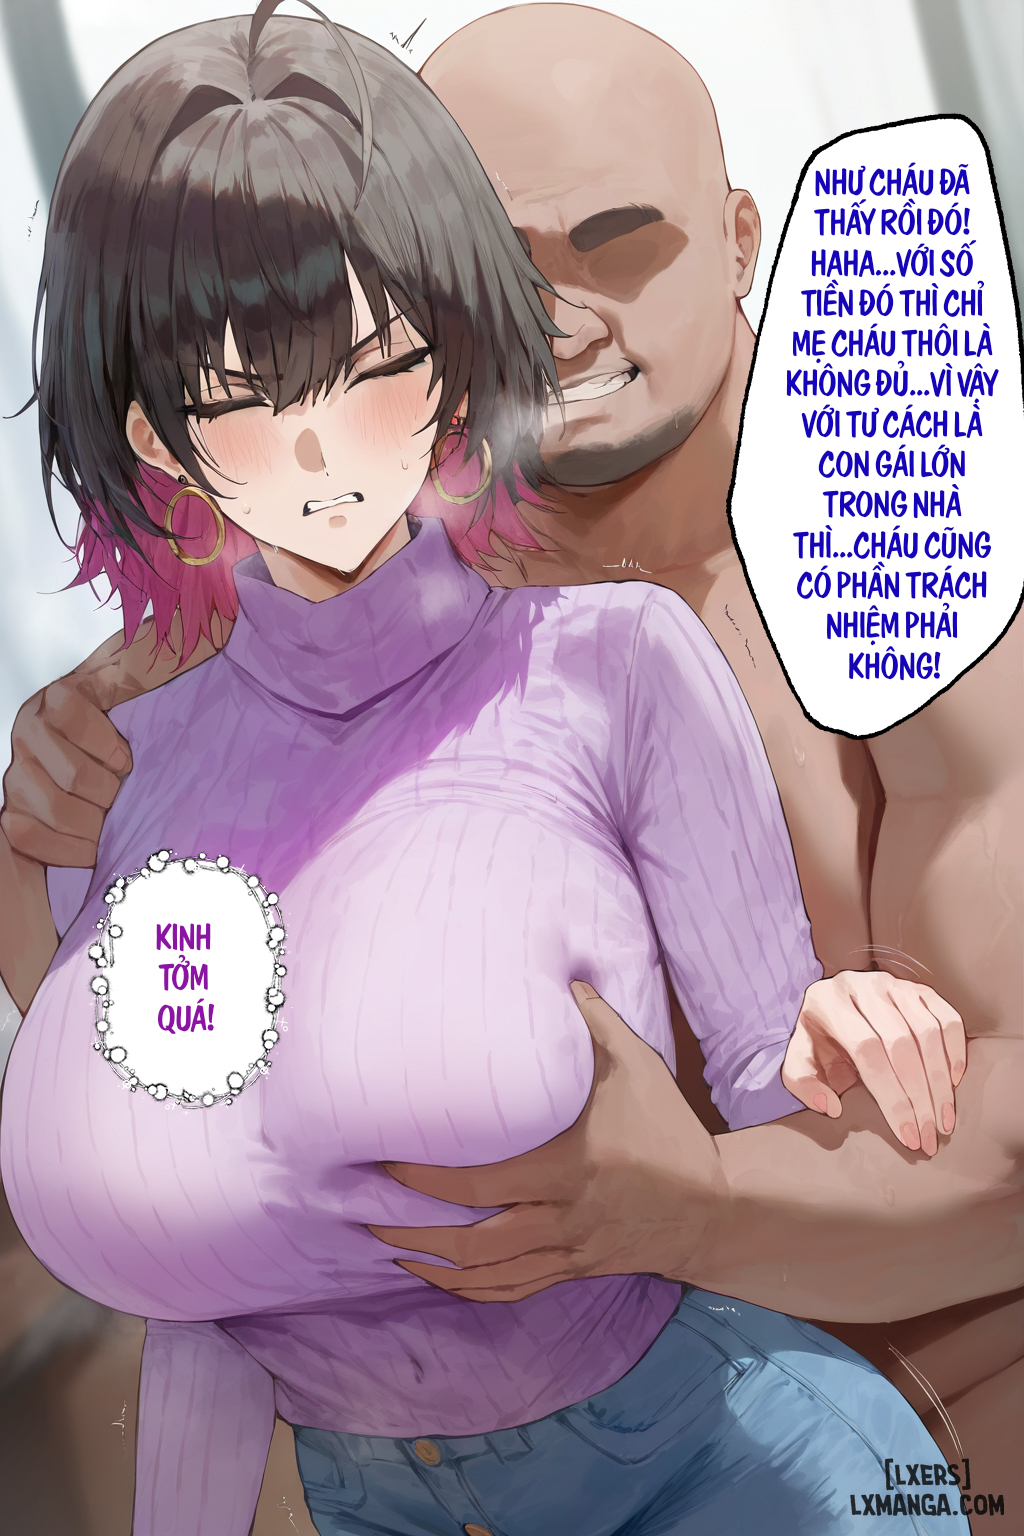 NHƯ CHÁU ĐÃ
THẤY RỒI ĐÓ!
HAHA...VỚI SỐ
TIỀN ĐÓ THÌ CHỈ
MẸ CHÁU THÔI LÀ
KHÔNG ĐỦ...VÌ VẬY
VỚI TƯ CÁCH LÀ
CON GÁI LỚN
TRONG NHÀ
THÌ...CHÁU CŨNG
CÓ PHẦN TRÁCH
NHIỆM PHẢI
KHÔNG!
KINH
TỞM
QUÁ!
[LXERS]
LXMANGA.COM